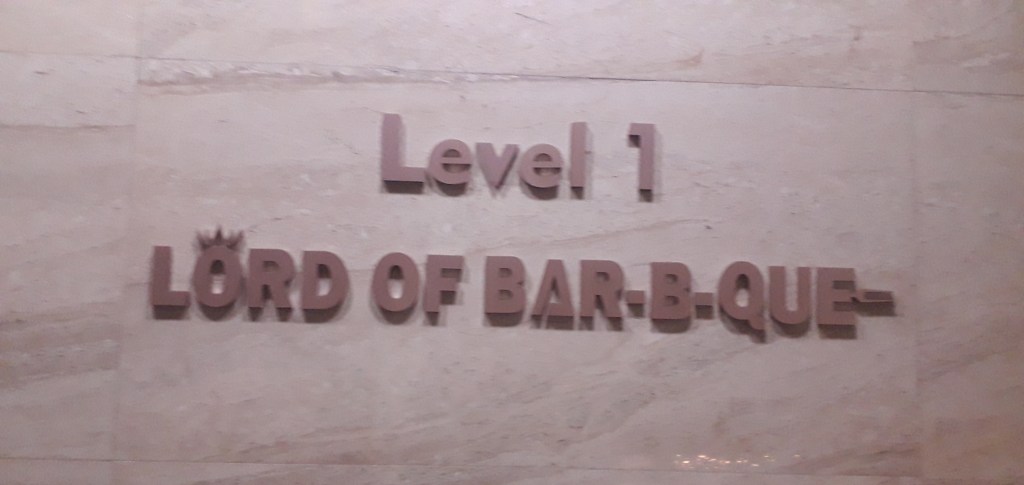 Level 1
LORD OF BAR-B-QUE